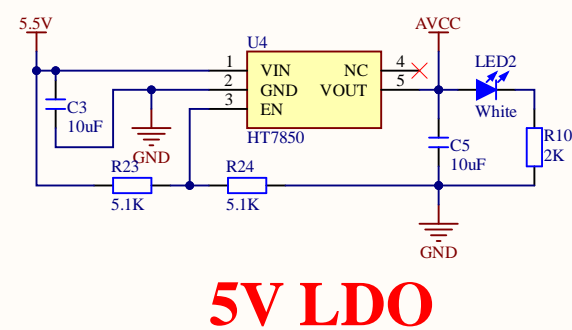 5.5V
AVCC
U4
1
VIN
NC
4
LED2
2
GND
VOUT
5
3
EN
C3
10uF
White
HT7850
R10
2K
GND
C5
10uF
R23
R24
5.1K
5.1K
GND
5V LDO